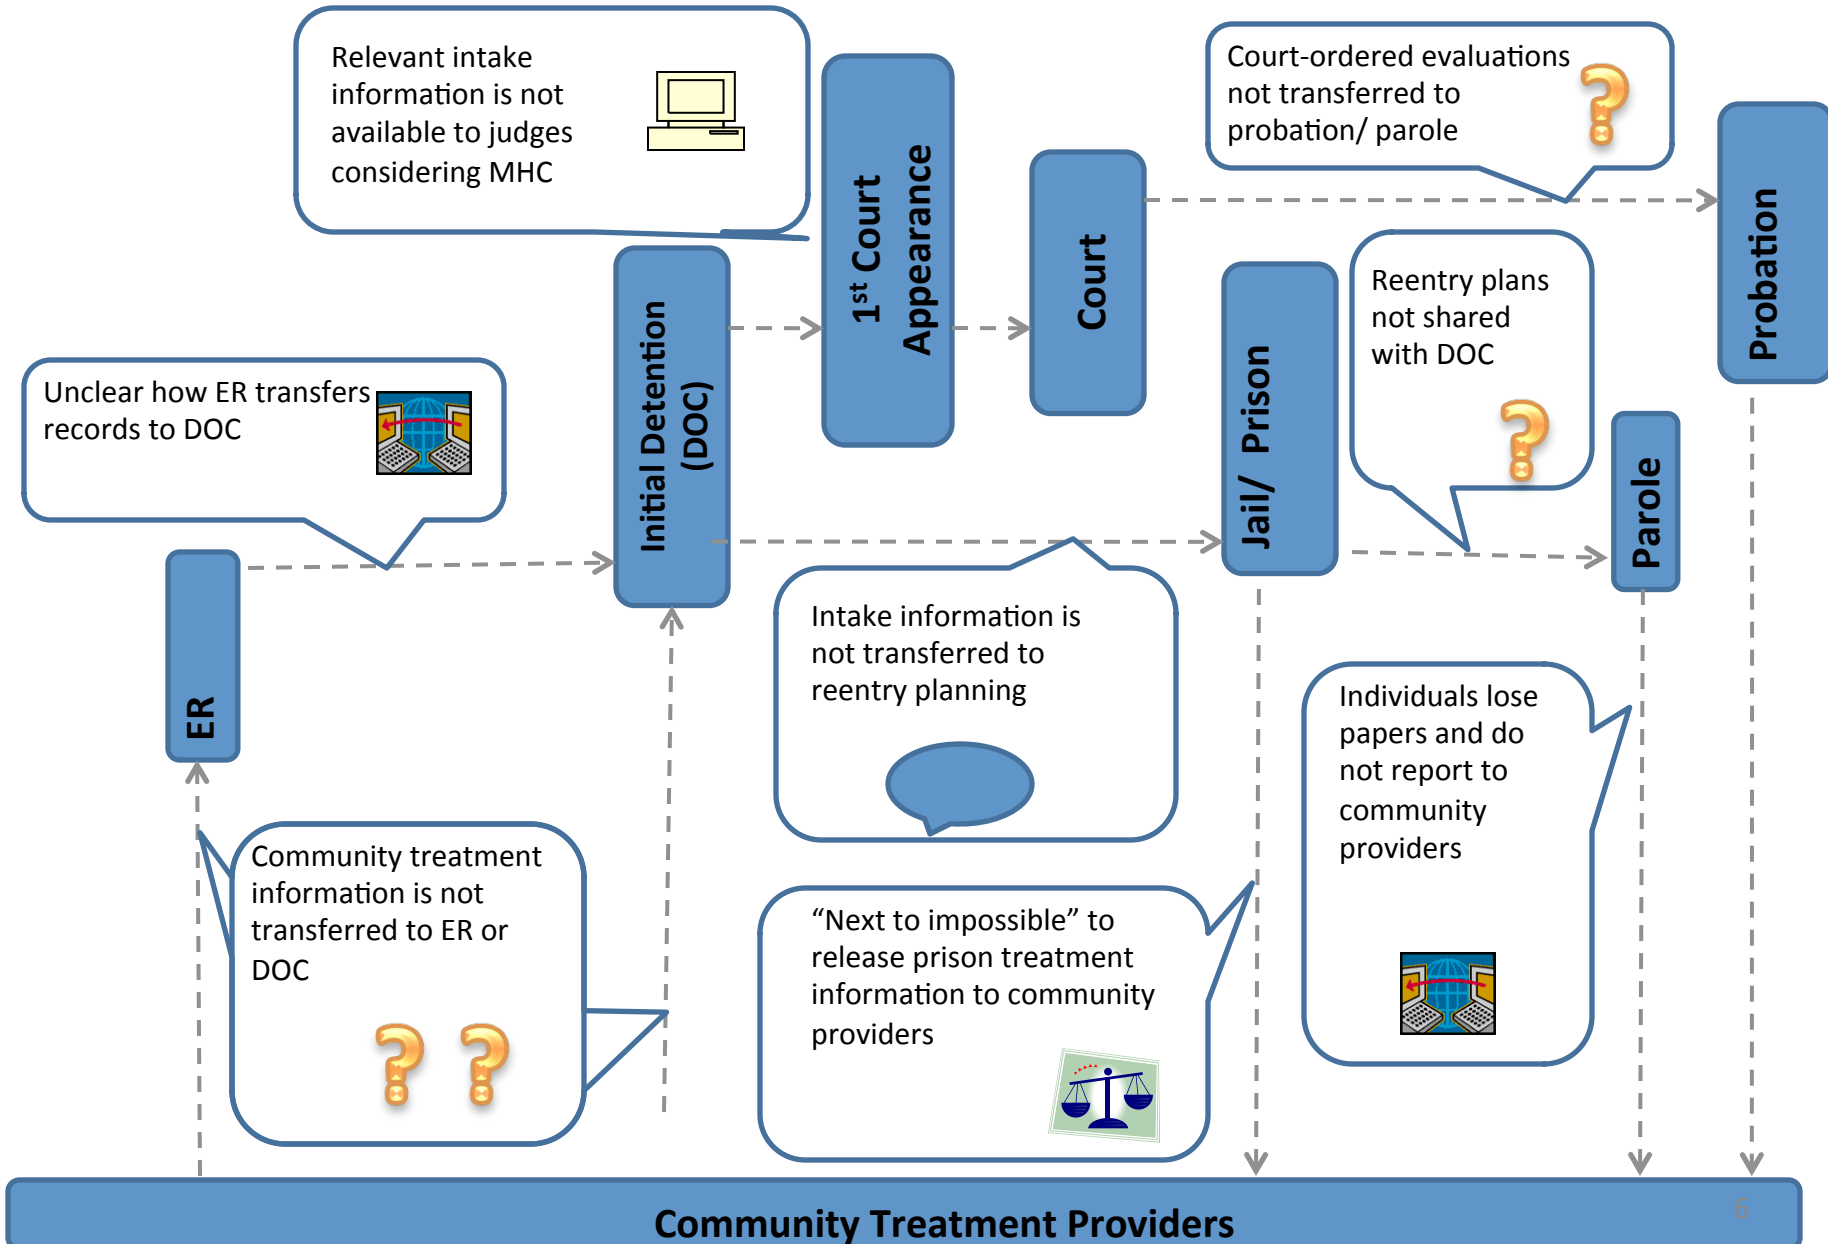 Relevant intake
information is not
available to judges
considering MHC
Court-ordered evaluations
not transferred to
probation/ parole
1st Court
Appearance
Court
Probation
Initial Detention
(DOC)
Jail/ Prison
Reentry plans
not shared
with DOC
Parole
Unclear how ER transfers
records to DOC
ER
Intake information is
not transferred to
reentry planning
Individuals lose
papers and do
not report to
community
providers
Community treatment
information is not
transferred to ER or
DOC
“Next to impossible” to
release prison treatment
information to community
providers
Community Treatment Providers
6